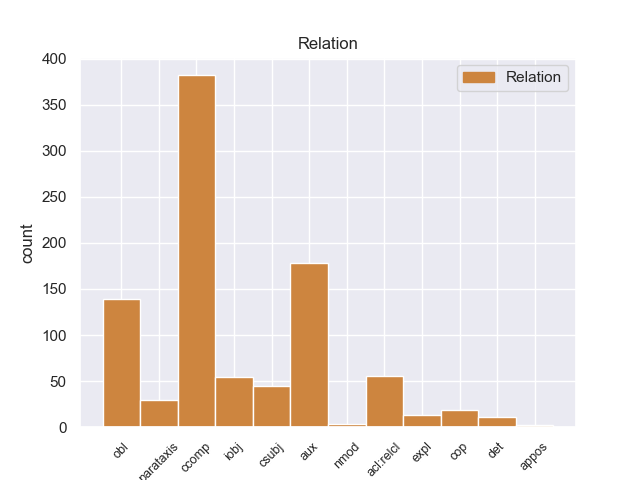 Relation
Relation
count
400
350
300
250
200
150
100
50
0
obl
parataxis
ccomp
iobj
csubj
aux
nmod
acl:relcl
expl
cop
det
appos